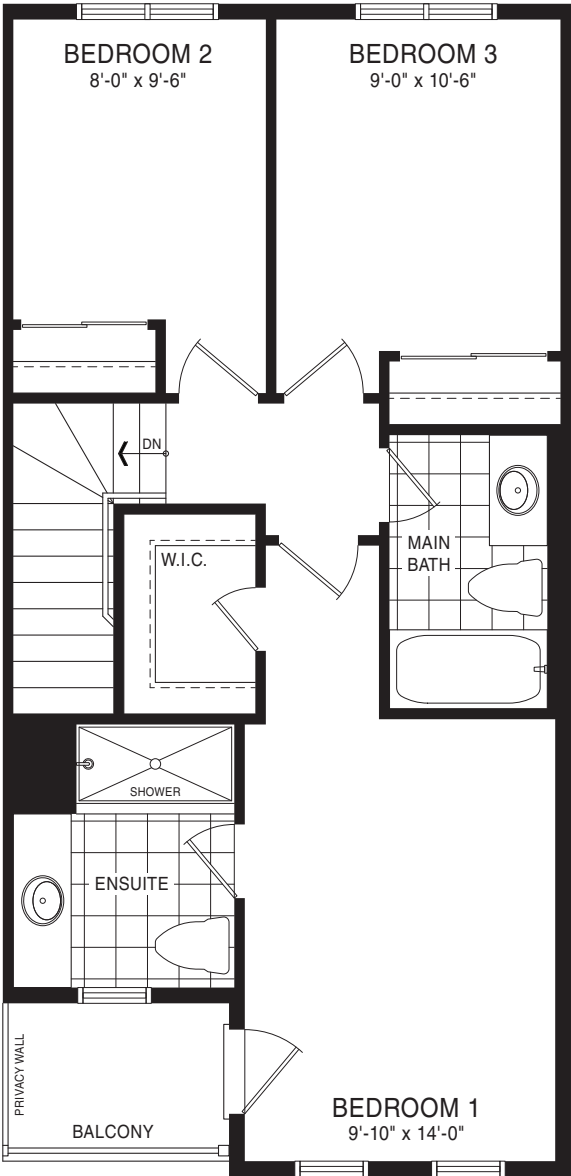 BEDROOM 2
8'-0" x 9'-6"
BEDROOM 3
9'-0" x 10'-6"
DN
W.I.C.
MAIN
BATH
SHOWER
ENSUITE
PRIVACY WALL
BALCONY
BEDROOM 1
9'-10" x 14'-0"